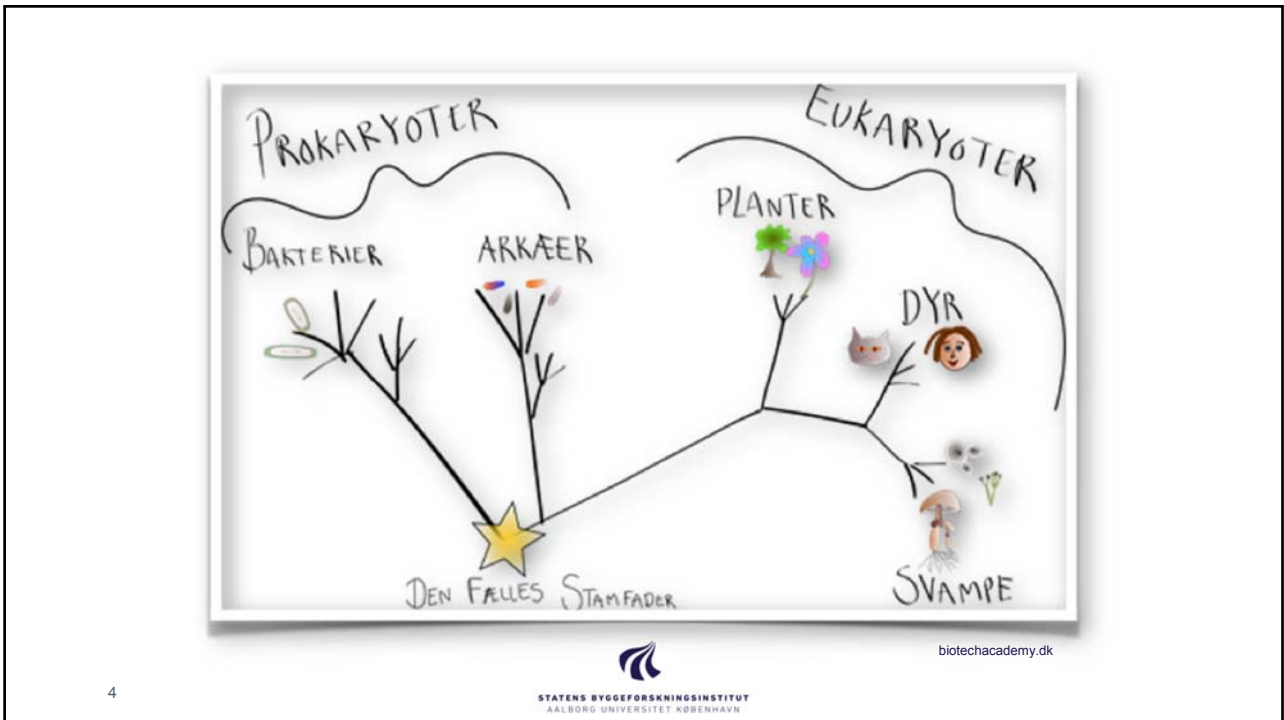 PROKARYOTER
EUKARYOTER
BAKTERIER
ARKÆER
PLANTER
DYR
SVAMPE
DEN FÆLLES STAMFADER
biotechacademy.dk
4
STATENS BYGGEFORSKNINGSINSTITUT
AALBORG UNIVERSITET KØBENHAVN